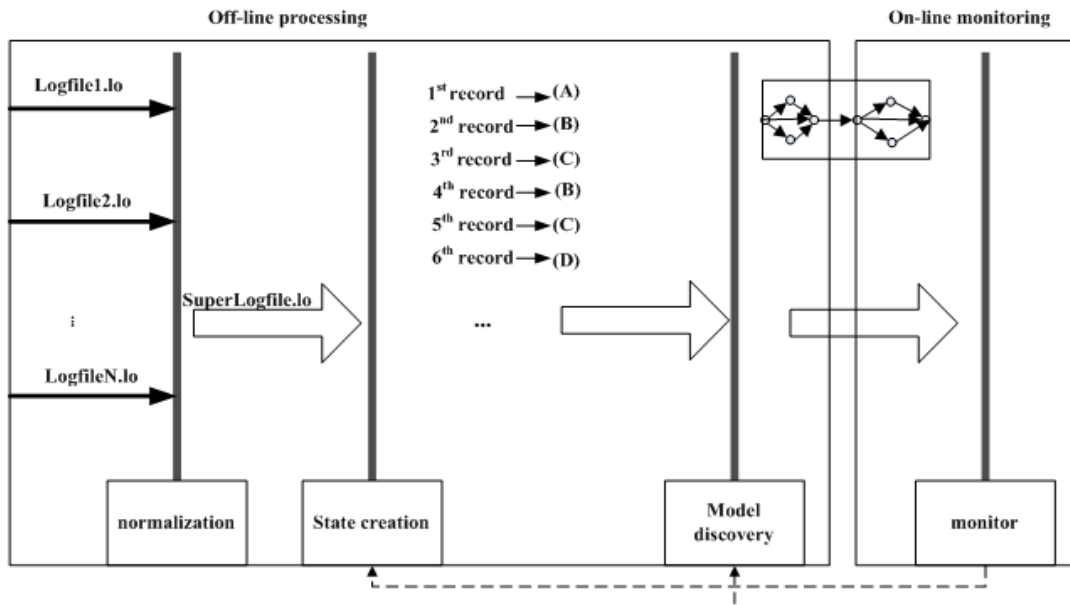 Off-line processing
On-line monitoring
Logfile1.lo
Logfile2.lo
⋮
LogfileN.lo
SuperLogfile.lo
1st record (A)
2nd record (B)
3rd record (C)
4th record (B)
5th record (C)
6th record (D)
...
normalization
State creation
Model
discovery
monitor